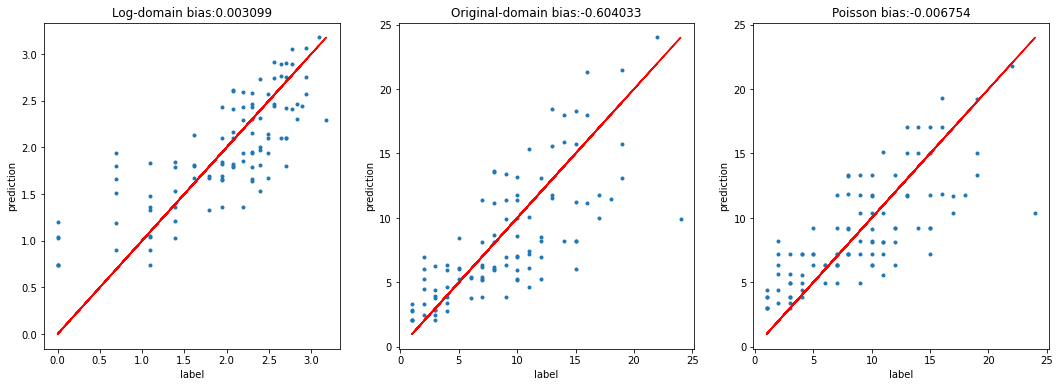 Log-domain bias:0.003099
prediction
3.0
2.5
2.0
1.5
1.0
0.5
0.0
0.0 0.5 1.0 1.5 2.0 2.5 3.0
label
Original-domain bias:-0.604033
prediction
25
20
15
10
5
0
0 5 10 15 20 25
label
Poisson bias:-0.006754
prediction
25
20
15
10
5
0
0 5 10 15 20 25
label